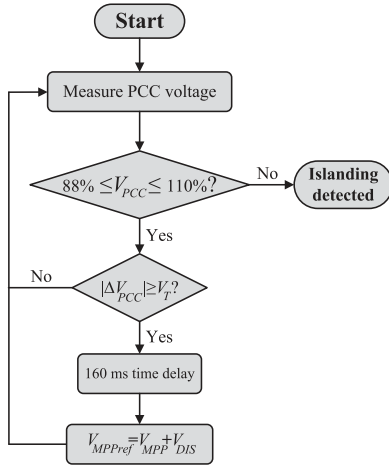 Start
Measure PCC voltage
88% ≤V_PCC≤ 110%?
No
Islanding
detected
Yes
|ΔV_PCC|≥V_T?
No
Yes
160 ms time delay
V_MPPref=V_MPP+V_DIS